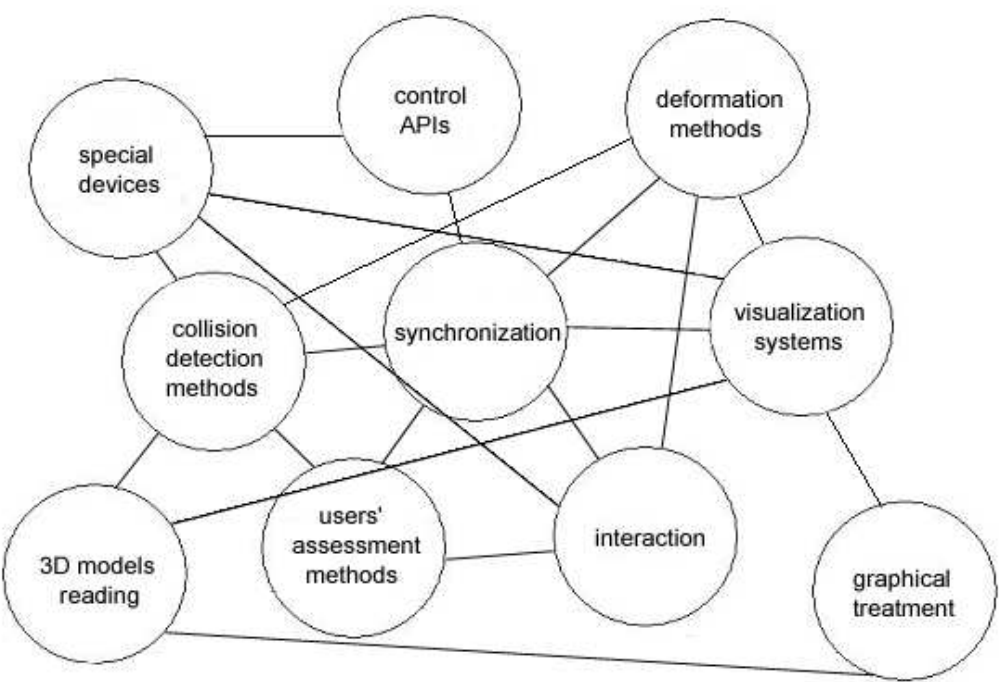 control
APIs
deformation
methods
special
devices
collision
detection
methods
synchronization
visualization
systems
3D models
reading
users'
assessment
methods
interaction
graphical
treatment